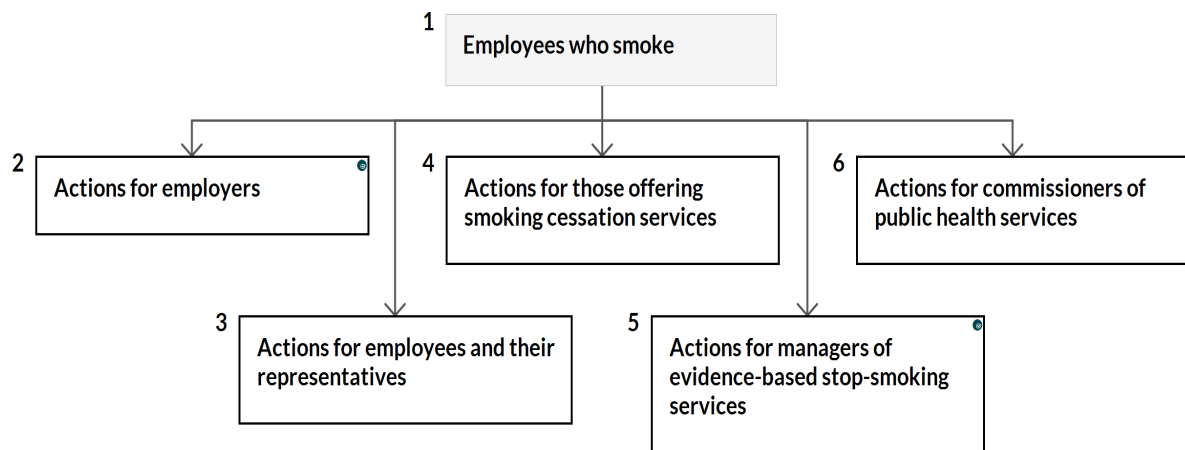 1
Employees who smoke
2
Actions for employers
3
Actions for employees and their
representatives
4
Actions for those offering
smoking cessation services
5
Actions for managers of
evidence-based stop-smoking
services
6
Actions for commissioners of
public health services